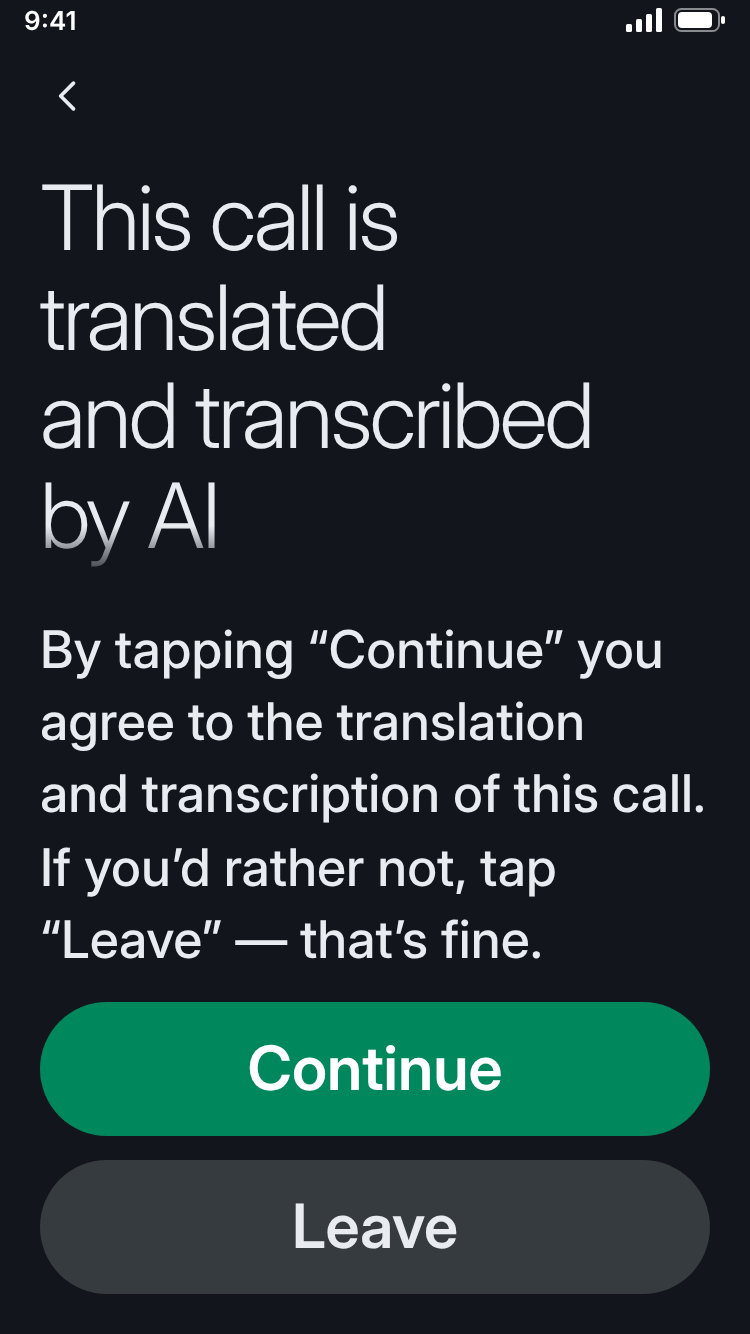 9:41
This call is
translated
and transcribed
by AI
By tapping “Continue” you
agree to the translation
and transcription of this call.
If you’d rather not, tap
“Leave” — that’s fine.
Continue
Leave